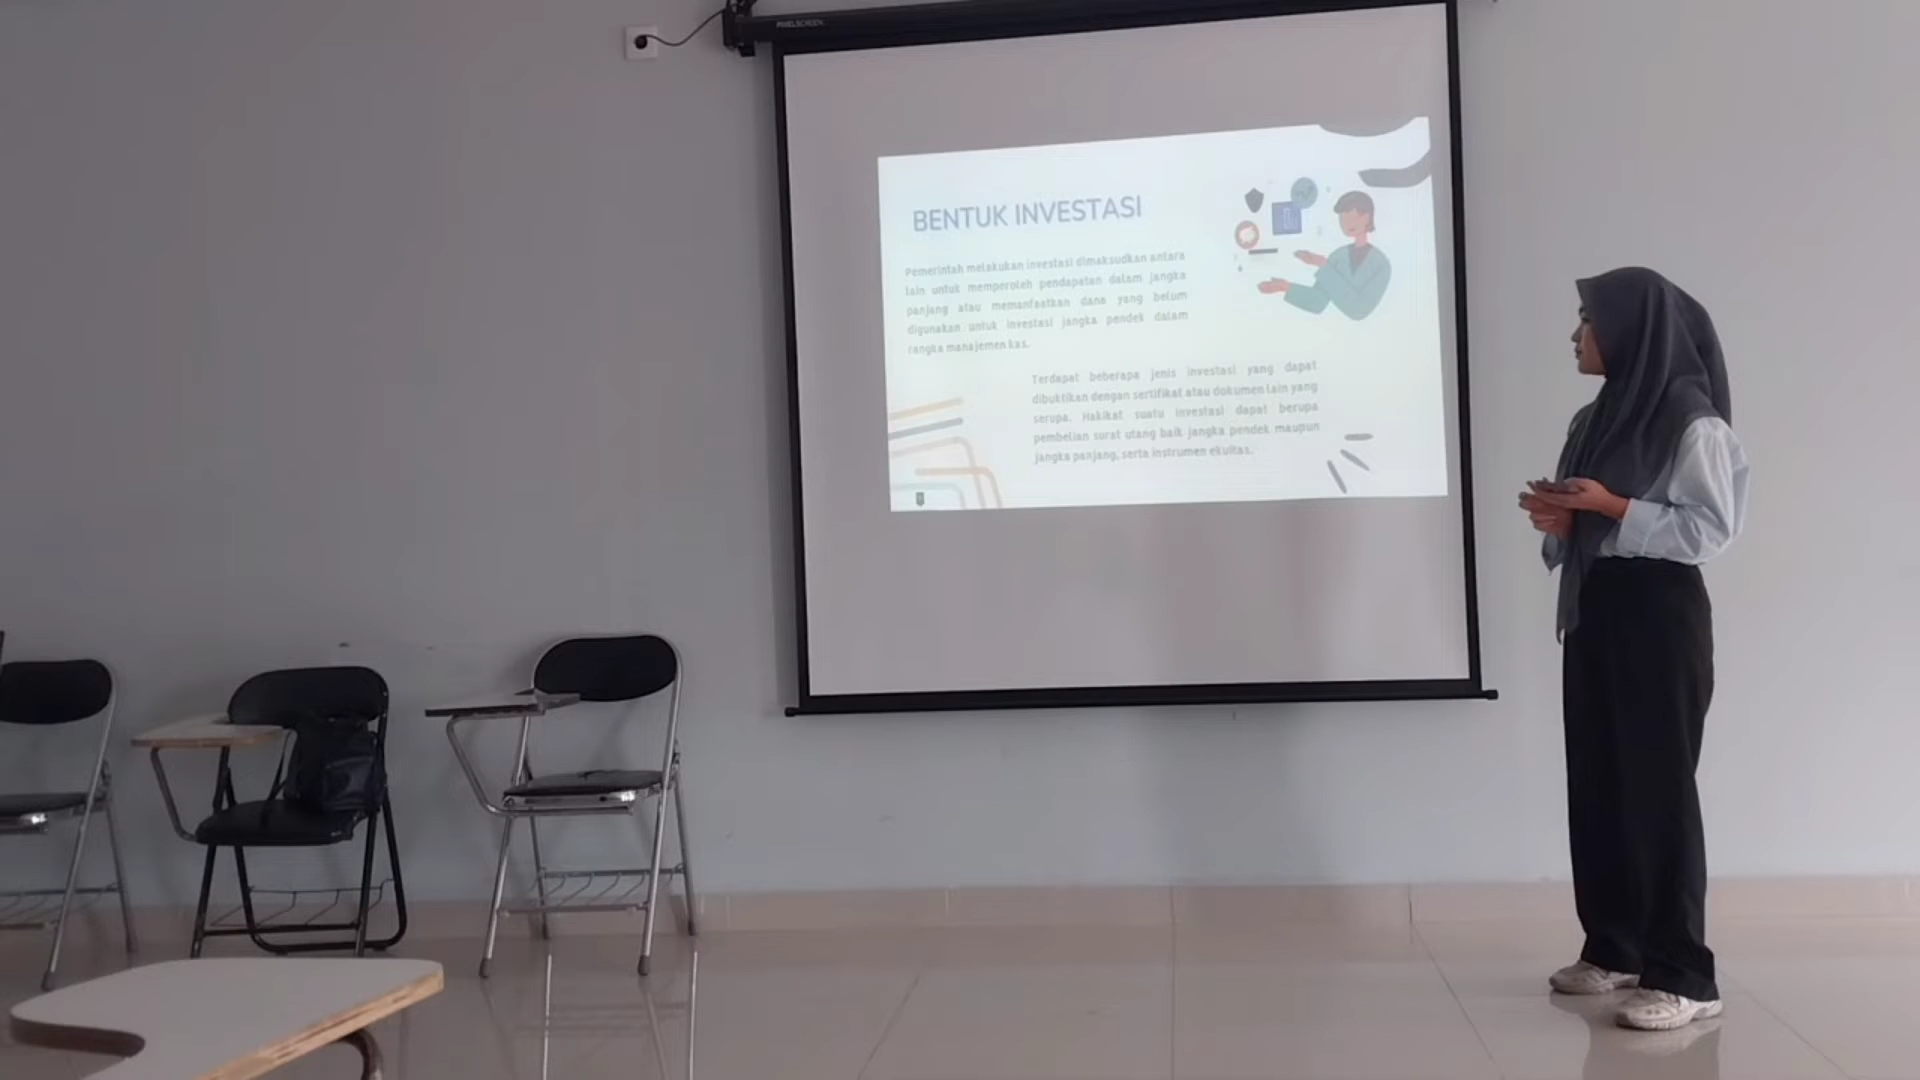 PIXELSCREEN
BENTUK INVESTASI
Pemerintah melakukan investasi dimaksudkan antara
lain untuk memperoleh pendapatan dalam jangka
panjang atau memanfaatkan dana yang belum
digunakan untuk investasi jangka pendek dalam
rangka manajemen kas.
Terdapat beberapa jenis investasi yang dapat
dibuktikan dengan sertifikat atau dokumen lain yang
serupa. Hakikat suatu investasi dapat berupa
pembelian surat utang baik jangka pendek maupun
jangka panjang, serta instrumen ekuitas.